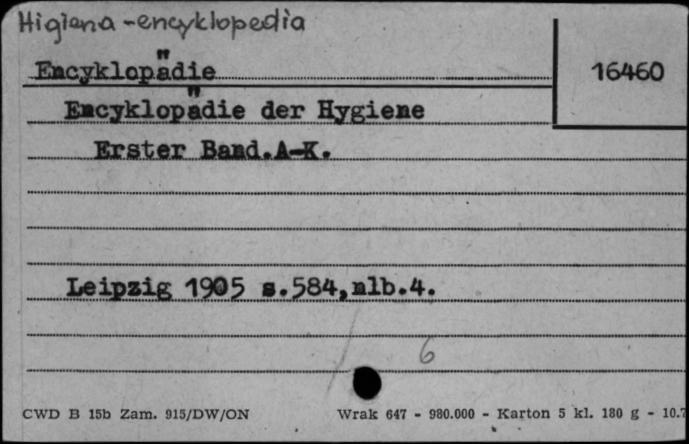 Higiena-encyklopedia
Encyklopädie
16460
Encyklopädie der Hygiene
Erster Band.A-K.
Leipzig 1905 s.584,nlb.4.
6
CWD B 15b Zam. 915/DW/ON
Wrak 647 - 980.000 - Karton 5 kl. 180 g - 10.7